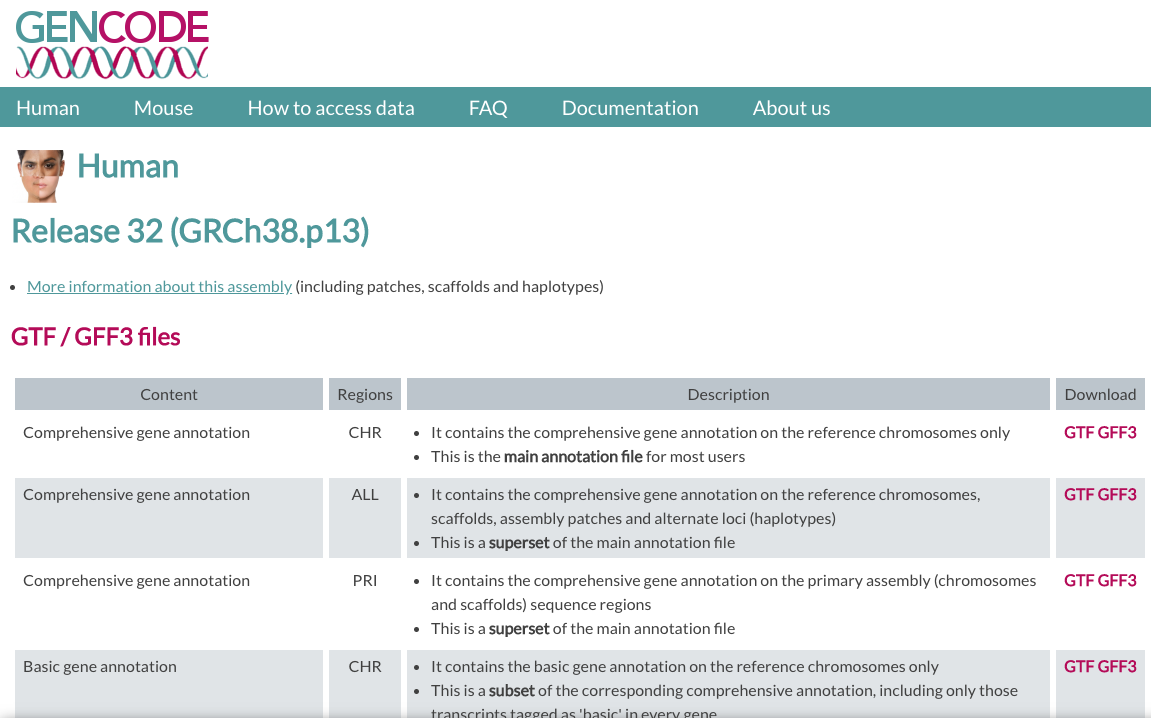 GENCODE
Human Mouse How to access data FAQ Documentation About us
Human
Release 32 (GRCh38.p13)
• More information about this assembly (including patches, scaffolds and haplotypes)
GTF / GFF3 files
Content Regions Description Download
Comprehensive gene annotation CHR • It contains the comprehensive gene annotation on the reference chromosomes only GTF GFF3
• This is the main annotation file for most users
Comprehensive gene annotation ALL • It contains the comprehensive gene annotation on the reference chromosomes, GTF GFF3
scaffolds, assembly patches and alternate loci (haplotypes)
• This is a superset of the main annotation file
Comprehensive gene annotation PRI • It contains the comprehensive gene annotation on the primary assembly (chromosomes GTF GFF3
and scaffolds) sequence regions
• This is a superset of the main annotation file
Basic gene annotation CHR • It contains the basic gene annotation on the reference chromosomes only GTF GFF3
• This is a subset of the corresponding comprehensive annotation, including only those
transcripts tagged as 'basic' in every gene